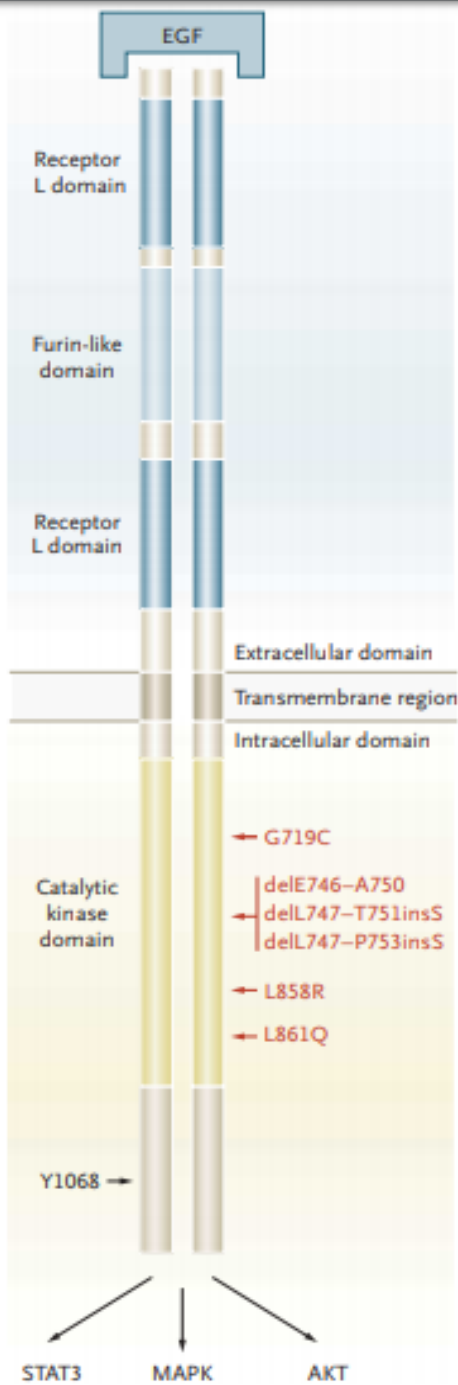 EGF
Receptor
L domain
Furin-like
domain
Receptor
L domain
Extracellular domain
Transmembrane region
Intracellular domain
G719C
Catalytic
kinase
domain
delE746–A750
delL747–T751insS
delL747–P753insS
L858R
L861Q
Y1068
STAT3
MAPK
AKT